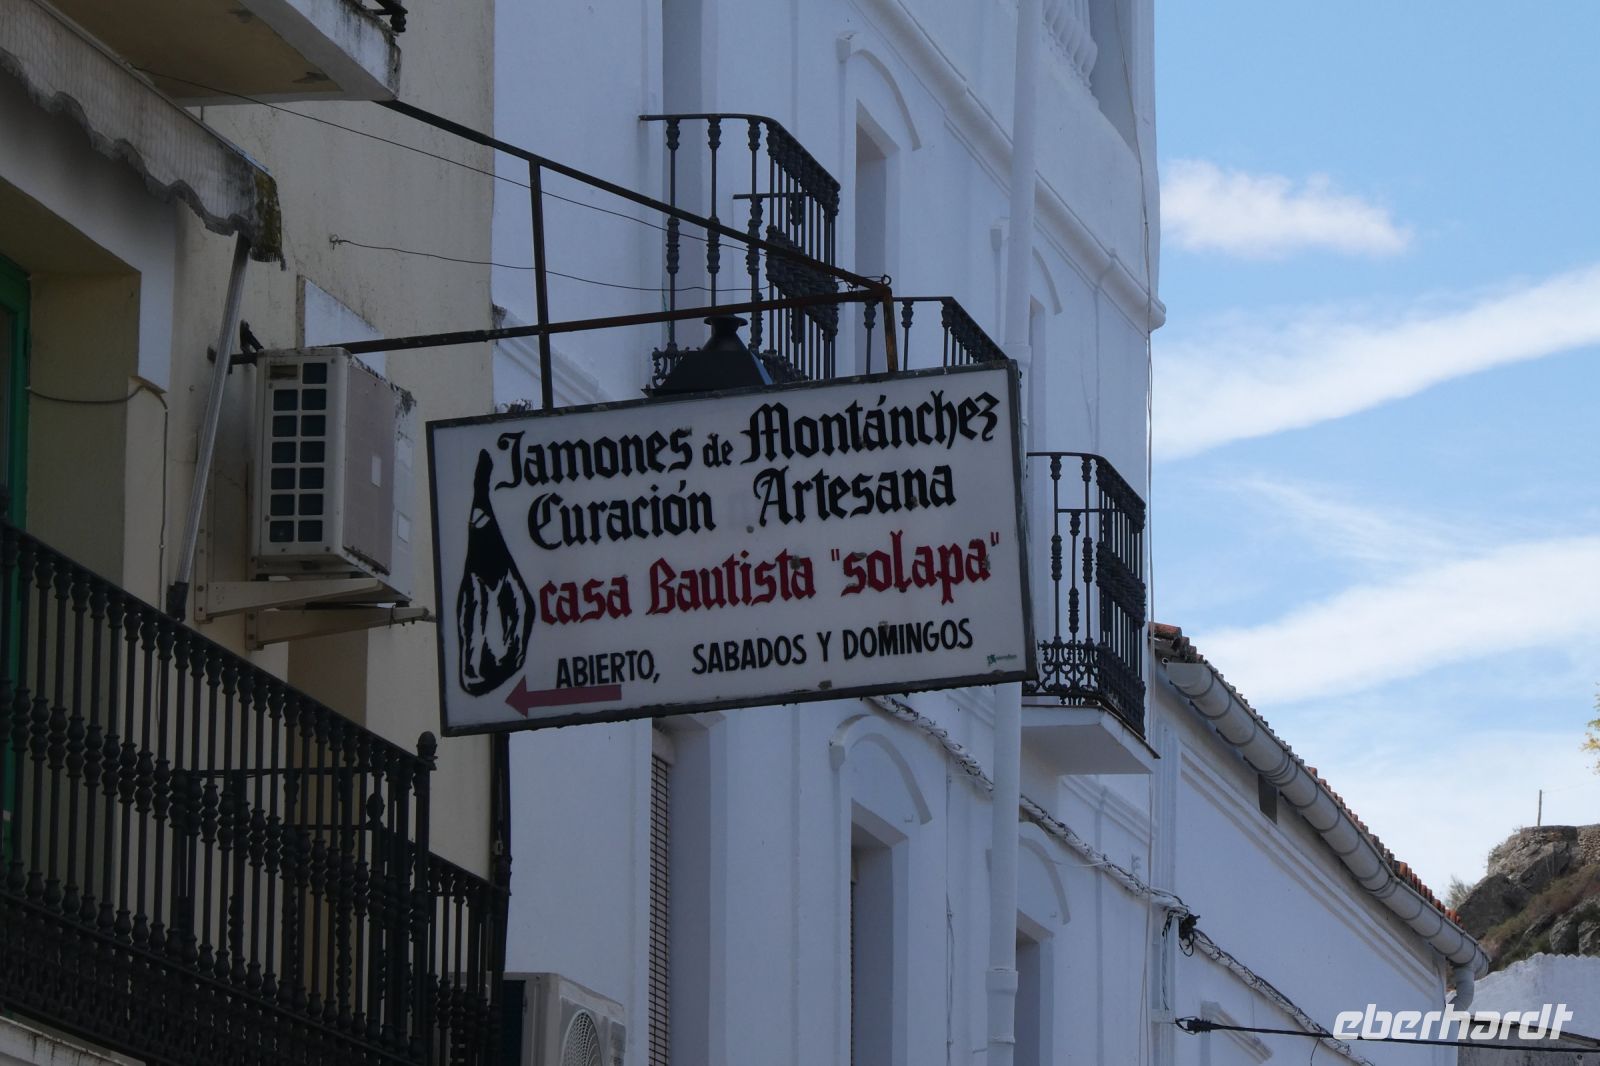 Jamones de Montánchez
Curación Artesana
casa Bautista "solapa"
ABIERTO, SABADOS Y DOMINGOS
eberhardt